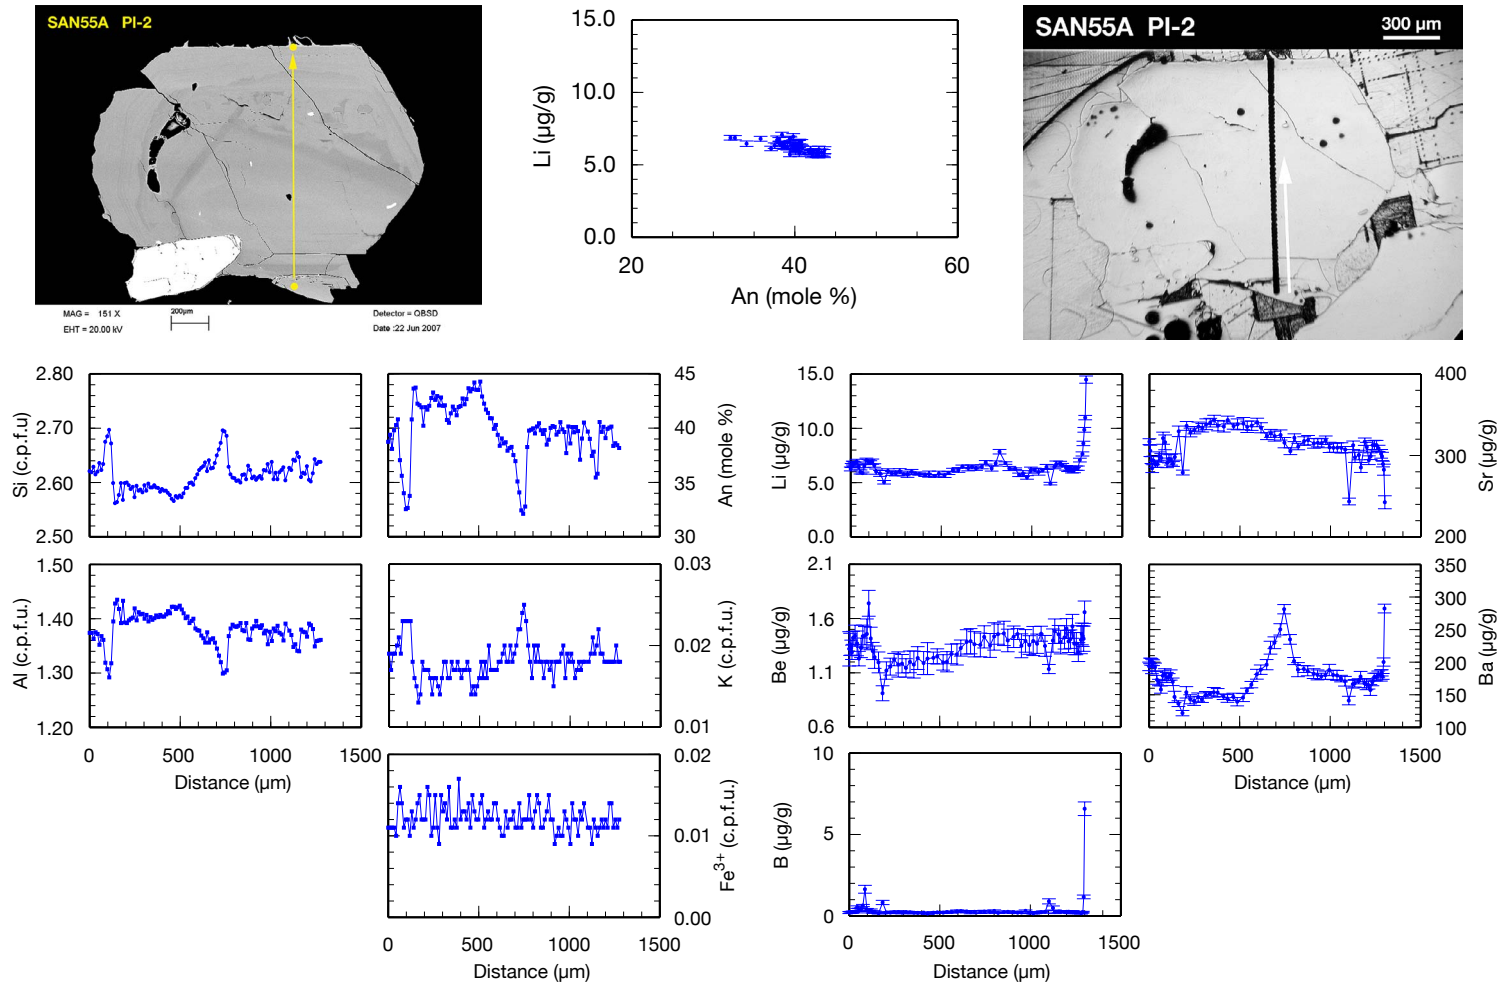 SAN55A PI-2
200µm
MAG = 151 X
Detector = QBSD
EHT = 20.00 kV
Date :22 Jun 2007
15.0
10.0
5.0
0.0
Li (µg/g)
20
40
60
An (mole %)
SAN55A PI-2
300 µm
2.80
2.70
2.60
2.50
Si (c.p.f.u)
45
40
35
30
An (mole %)
15.0
10.0
5.0
0.0
Li (µg/g)
400
300
200
Sr (µg/g)
1.50
1.40
1.30
1.20
Al (c.p.f.u.)
0
500
1000
1500
Distance (µm)
0.03
0.02
0.01
K (c.p.f.u.)
2.1
1.6
1.1
0.6
Be (µg/g)
350
300
250
200
150
100
Ba (µg/g)
0
500
1000
1500
Distance (µm)
0.02
0.01
0.00
Fe3+ (c.p.f.u.)
0
500
1000
1500
Distance (µm)
10
5
0
B (µg/g)
0
500
1000
1500
Distance (µm)